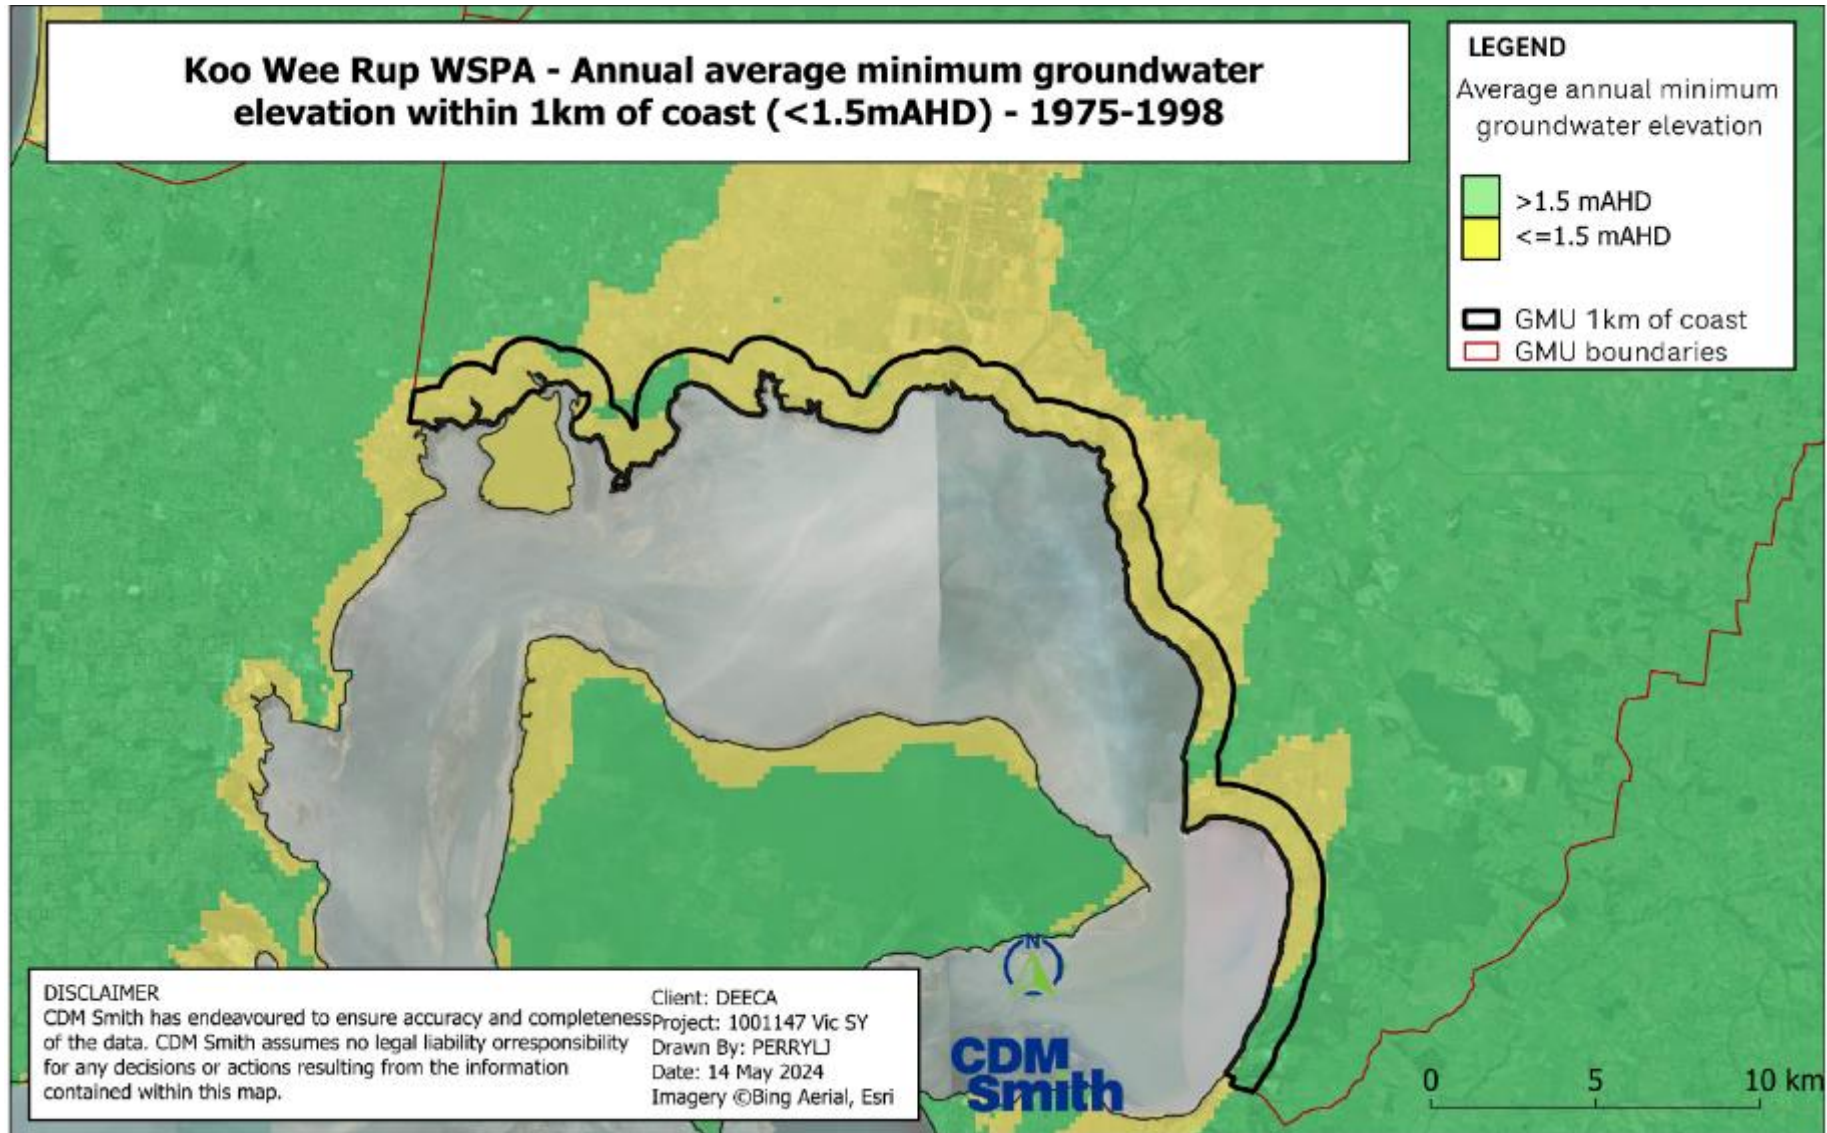 Koo Wee Rup WSPA - Annual average minimum groundwater
elevation within 1km of coast (<1.5mAHD) - 1975-1998
LEGEND
Average annual minimum
groundwater elevation
>1.5 mAHD
<=1.5 mAHD
GMU 1km of coast
GMU boundaries
DISCLAIMER
CDM Smith has endeavoured to ensure accuracy and completeness
of the data. CDM Smith assumes no legal liability orresponsibility
for any decisions or actions resulting from the information
contained within this map.
Client: DEECA
Project: 1001147 Vic SY
Drawn By: PERRYLJ
Date: 14 May 2024
Imagery ©Bing Aerial, Esri
N
CDM
Smith
0 5 10 km